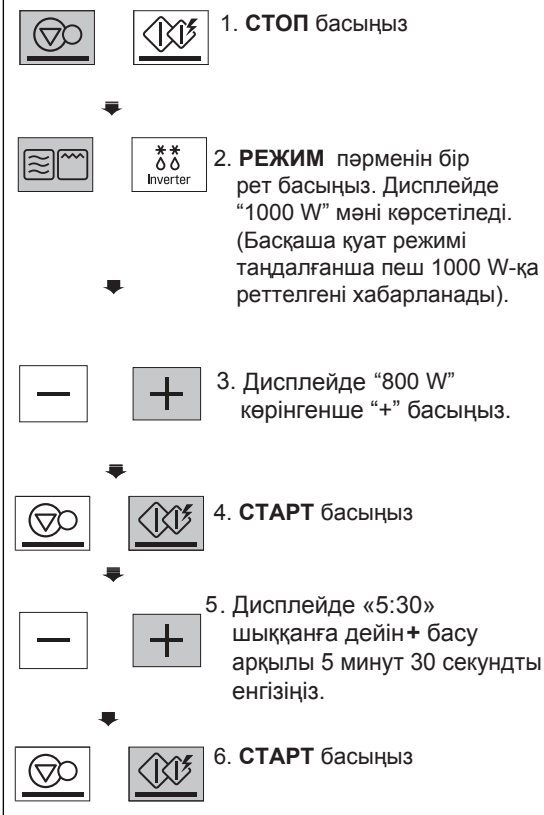 1. СТОП басыңыз
Inverter
2. РЕЖИМ пәрменін бір
рет басыңыз. Дисплейде
“1000 W” мәні көрсетіледі.
(Басқаша қуат режимі
таңдалғанша пеш 1000 W-қа
реттелгені хабарланады).
3. Дисплейде “800 W”
көрінгенше “+” басыңыз.
4. СТАРТ басыңыз
5. Дисплейде «5:30»
шыққанға дейін + басу
арқылы 5 минут 30 секундты
енгізіңіз.
6. СТАРТ басыңыз